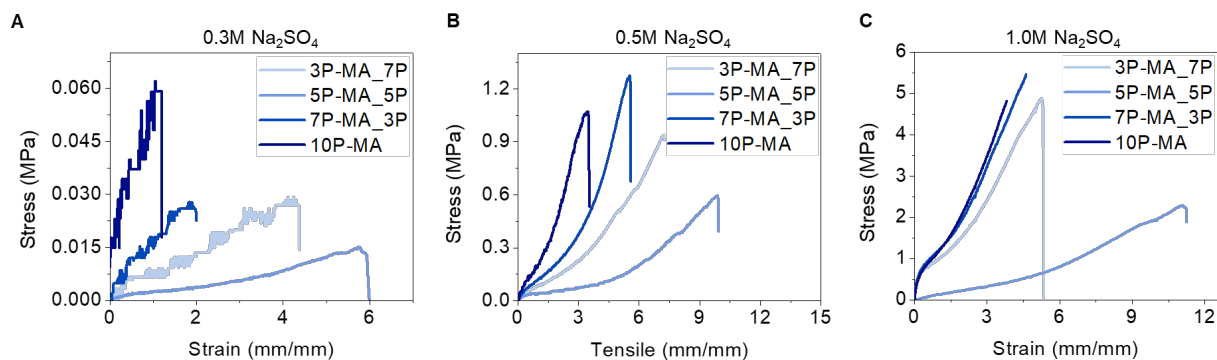 A
0.3M Na₂SO₄
Stress (MPa)
0.060
0.045
0.030
0.015
0.000
3P-MA_7P
5P-MA_5P
7P-MA_3P
10P-MA
0 2 4 6
Strain (mm/mm)
B
0.5M Na₂SO₄
Stress (MPa)
1.2
0.9
0.6
0.3
0.0
3P-MA_7P
5P-MA_5P
7P-MA_3P
10P-MA
0 3 6 9 12 15
Tensile (mm/mm)
C
1.0M Na₂SO₄
Stress (MPa)
6
5
4
3
2
1
0
3P-MA_7P
5P-MA_5P
7P-MA_3P
10P-MA
0 3 6 9 12
Strain (mm/mm)